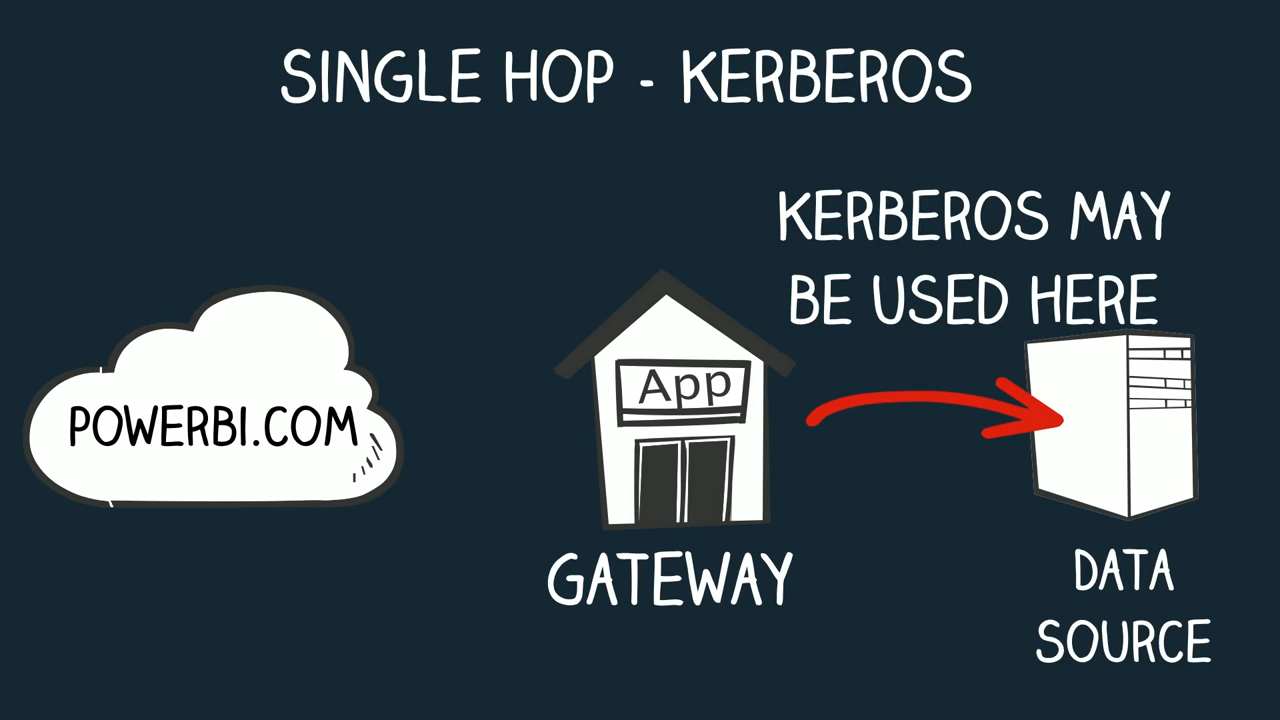 SINGLE HOP - KERBEROS
KERBEROS MAY
BE USED HERE
POWERBI.COM
App
GATEWAY
DATA
SOURCE